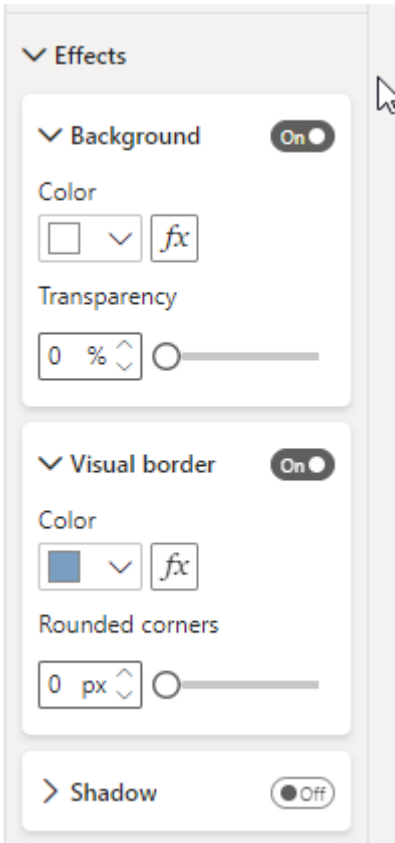 Effects
Background On
Color
fx
Transparency
0 %
Visual border On
Color
fx
Rounded corners
0 px
Shadow Off